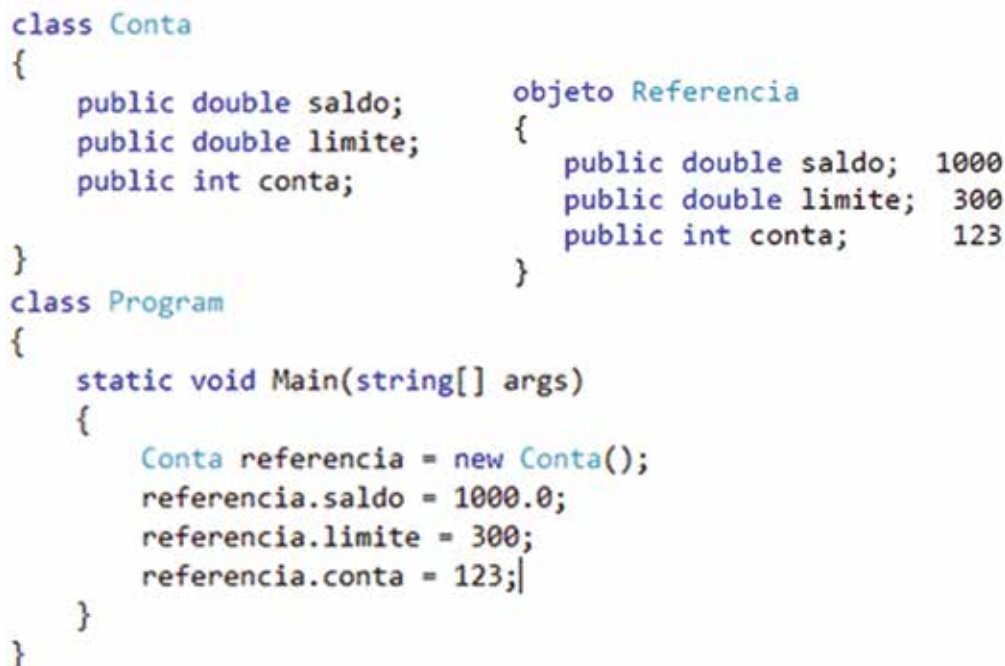 class Conta
{
    public double saldo;
    public double limite;
    public int conta;
}
objeto Referencia
{
    public double saldo;  1000
    public double limite;  300
    public int conta;      123
}
class Program
{
    static void Main(string[] args)
    {
        Conta referencia = new Conta();
        referencia.saldo = 1000.0;
        referencia.limite = 300;
        referencia.conta = 123;
    }
}